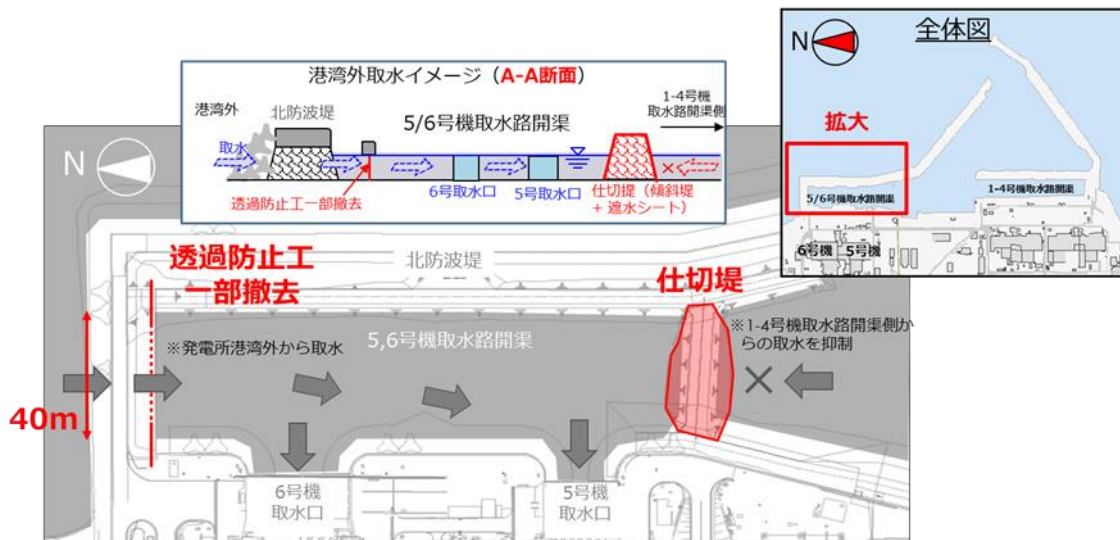 港湾外取水イメージ（A-A断面）
港湾外
北防波堤
5/6号機取水路開渠
1-4号機
取水路開渠側
取水
6号取水口
5号取水口
透過防止工一部撤去
仕切堤（傾斜堤
+ 遮水シート）
全体図
N
拡大
5/6号機取水路開渠
1-4号機取水路開渠
6号機
5号機
N
透過防止工
一部撤去
北防波堤
仕切堤
5,6号機取水路開渠
※発電所港湾外から取水
※1-4号機取水路開渠側か
らの取水を抑制
40m
6号機
取水口
5号機
取水口